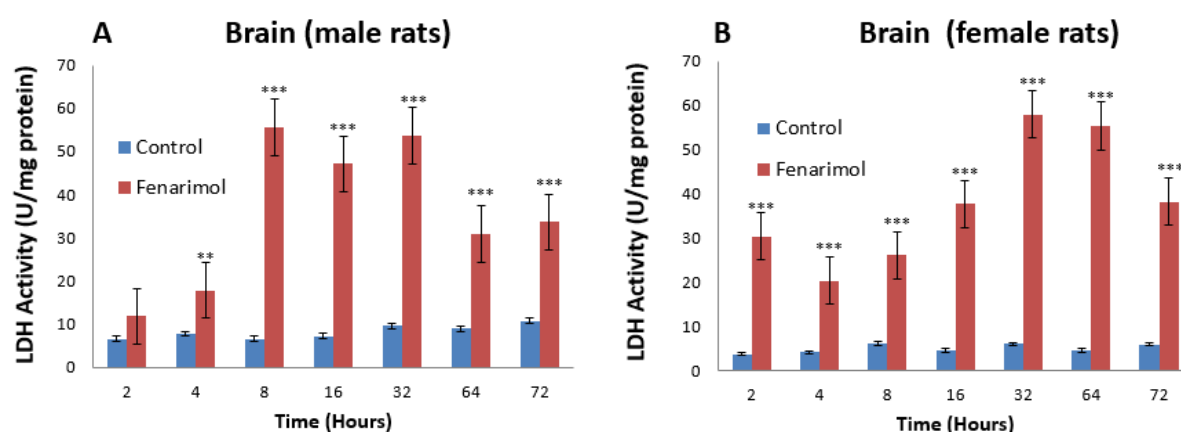 A Brain (male rats)
LDH Activity (U/mg protein)
70
60
50
40
30
20
10
0
Control
Fenarimol
**
***
***
***
***
***
2 4 8 16 32 64 72
Time (Hours)
B Brain (female rats)
LDH Activity (U/mg protein)
70
60
50
40
30
20
10
0
Control
Fenarimol
***
***
***
***
***
***
***
2 4 8 16 32 64 72
Time (Hours)